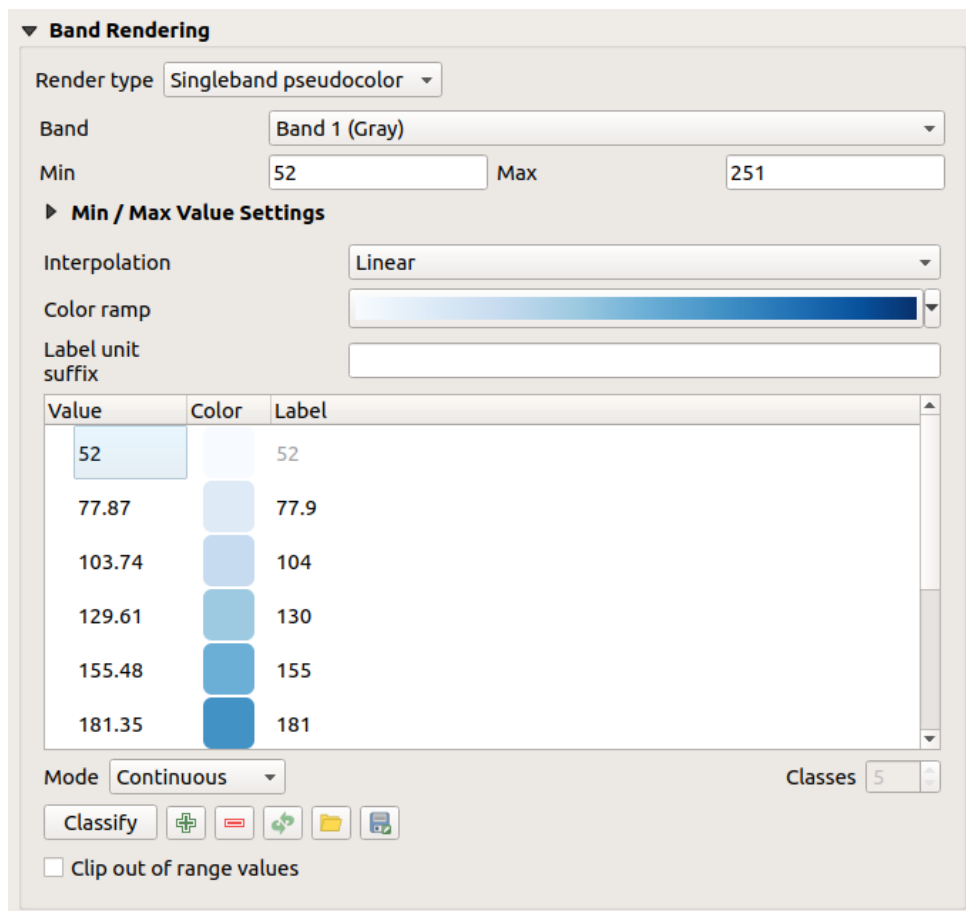 Band Rendering
Render type Singleband pseudocolor
Band Band 1 (Gray)
Min 52 Max 251
Min / Max Value Settings
Interpolation Linear
Color ramp
Label unit
suffix
Value Color Label
52 52
77.87 77.9
103.74 104
129.61 130
155.48 155
181.35 181
Mode Continuous Classes 5
Classify
Clip out of range values